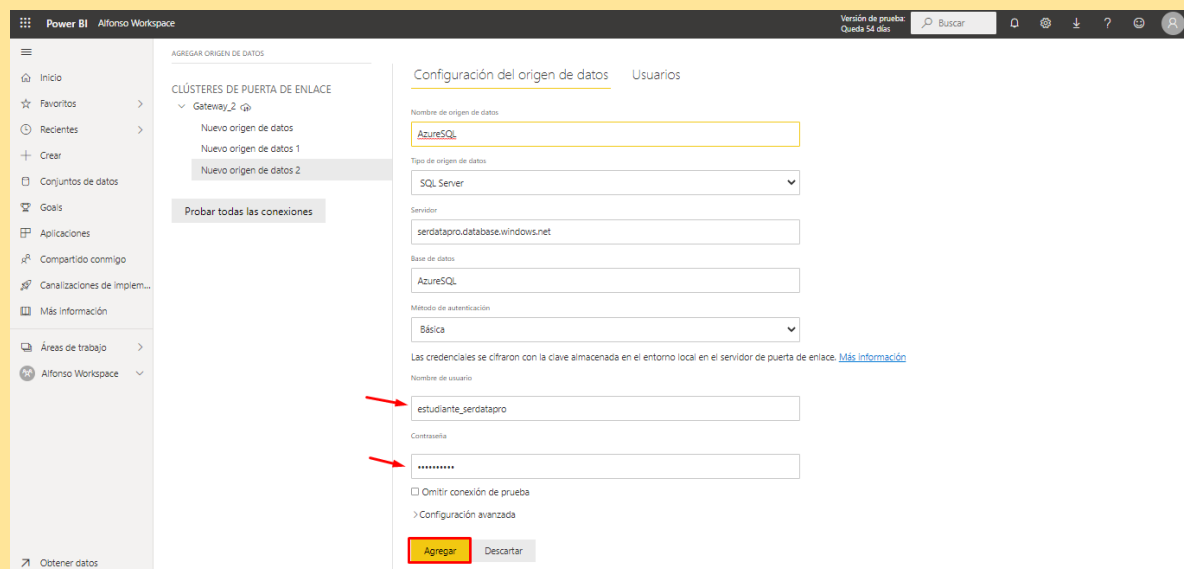 Power BI Alfonso Workspace
Versión de prueba:
Queda 54 días
Buscar
Inicio
Favoritos
Recientes
Crear
Conjuntos de datos
Goals
Aplicaciones
Compartido conmigo
Canalizaciones de implem...
Más información
Áreas de trabajo
Alfonso Workspace
Obtener datos
AGREGAR ORIGEN DE DATOS
CLÚSTERES DE PUERTA DE ENLACE
Gateway_2
Nuevo origen de datos
Nuevo origen de datos 1
Nuevo origen de datos 2
Probar todas las conexiones
Configuración del origen de datos Usuarios
Nombre de origen de datos
AzureSQL
Tipo de origen de datos
SQL Server
Servidor
serdatapro.database.windows.net
Base de datos
AzureSQL
Método de autenticación
Básica
Las credenciales se cifraron con la clave almacenada en el entorno local en el servidor de puerta de enlace. Más información
Nombre de usuario
estudiante_serdatapro
Contraseña
••••••••••
Omitir conexión de prueba
Configuración avanzada
Agregar Descartar